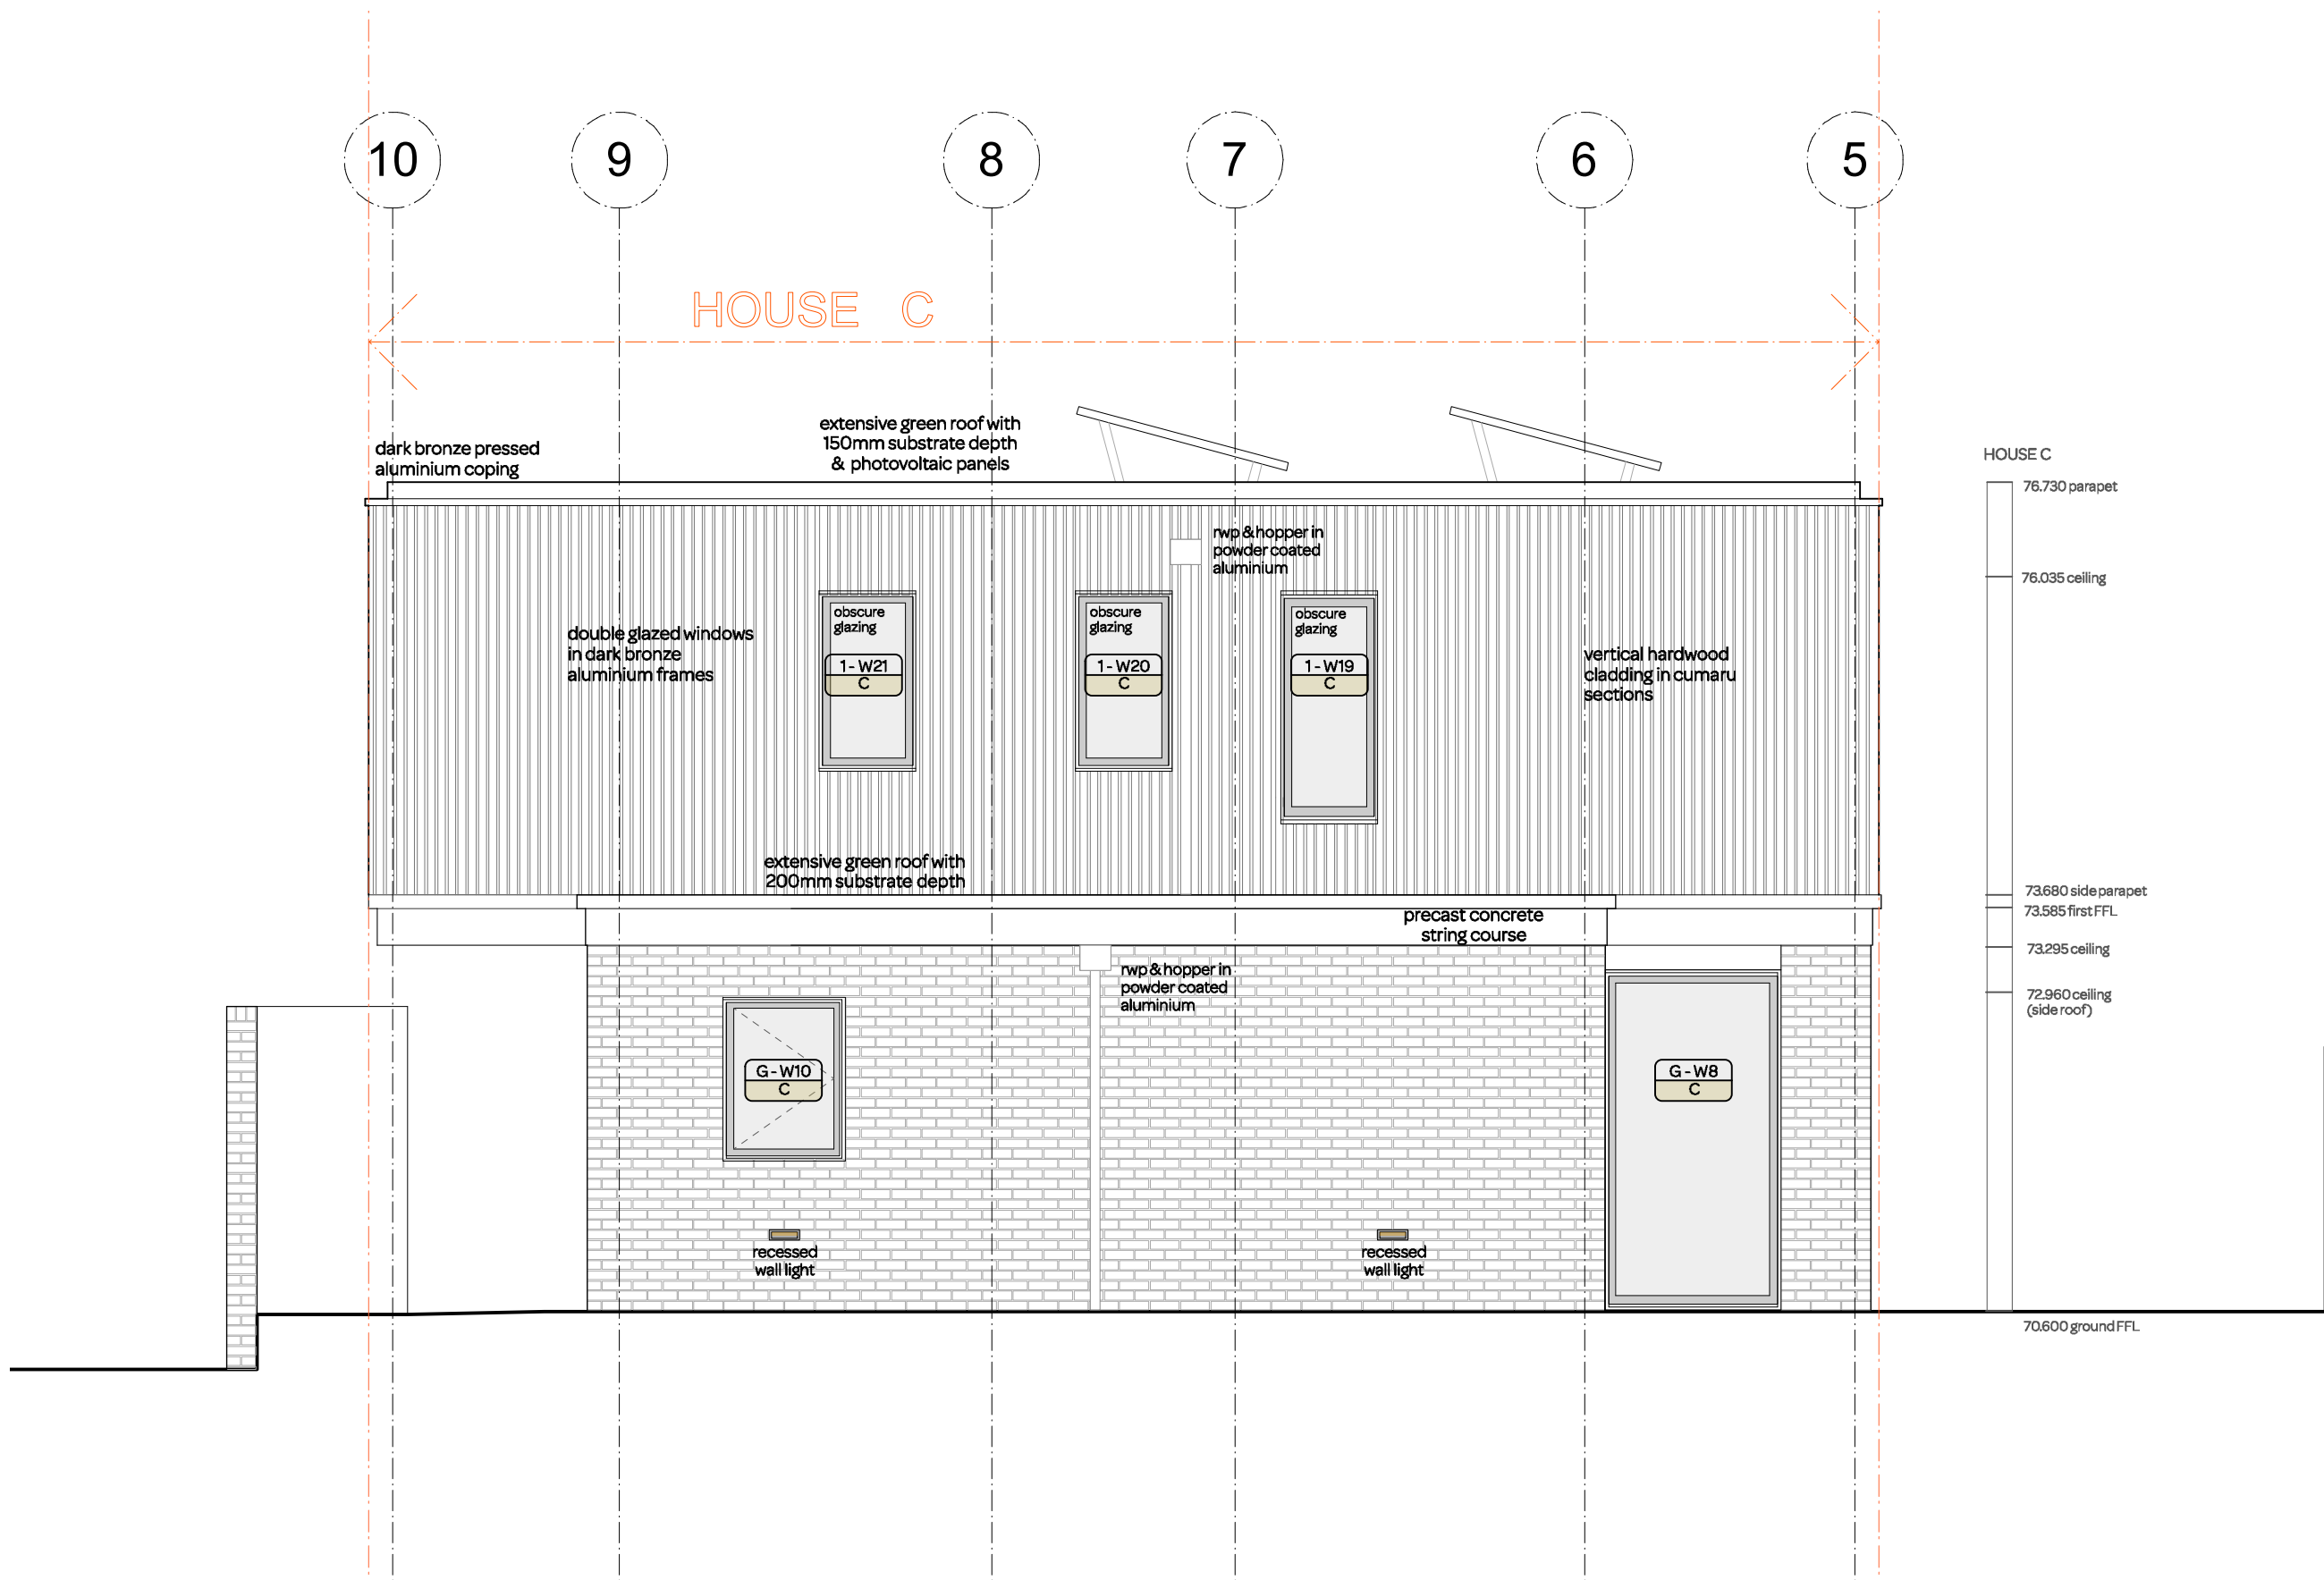 10
9
8
7
6
5
HOUSE C
dark bronze pressed
aluminium coping
extensive green roof with
150mm substrate depth
& photovoltaic panels
HOUSE C
76.730 parapet
rwp & hopper in
powder coated
aluminium
76.035 ceiling
double glazed windows
in dark bronze
aluminium frames
obscure
glazing
1 - W21
C
obscure
glazing
1 - W20
C
obscure
glazing
1 - W19
C
vertical hardwood
cladding in cumaru
sections
extensive green roof with
200mm substrate depth
73.680 side parapet
73.585 first FFL
precast concrete
string course
73.295 ceiling
rwp & hopper in
powder coated
aluminium
72.960 ceiling
(side roof)
G - W10
C
G - W8
C
recessed
wall light
recessed
wall light
70.600 ground FFL